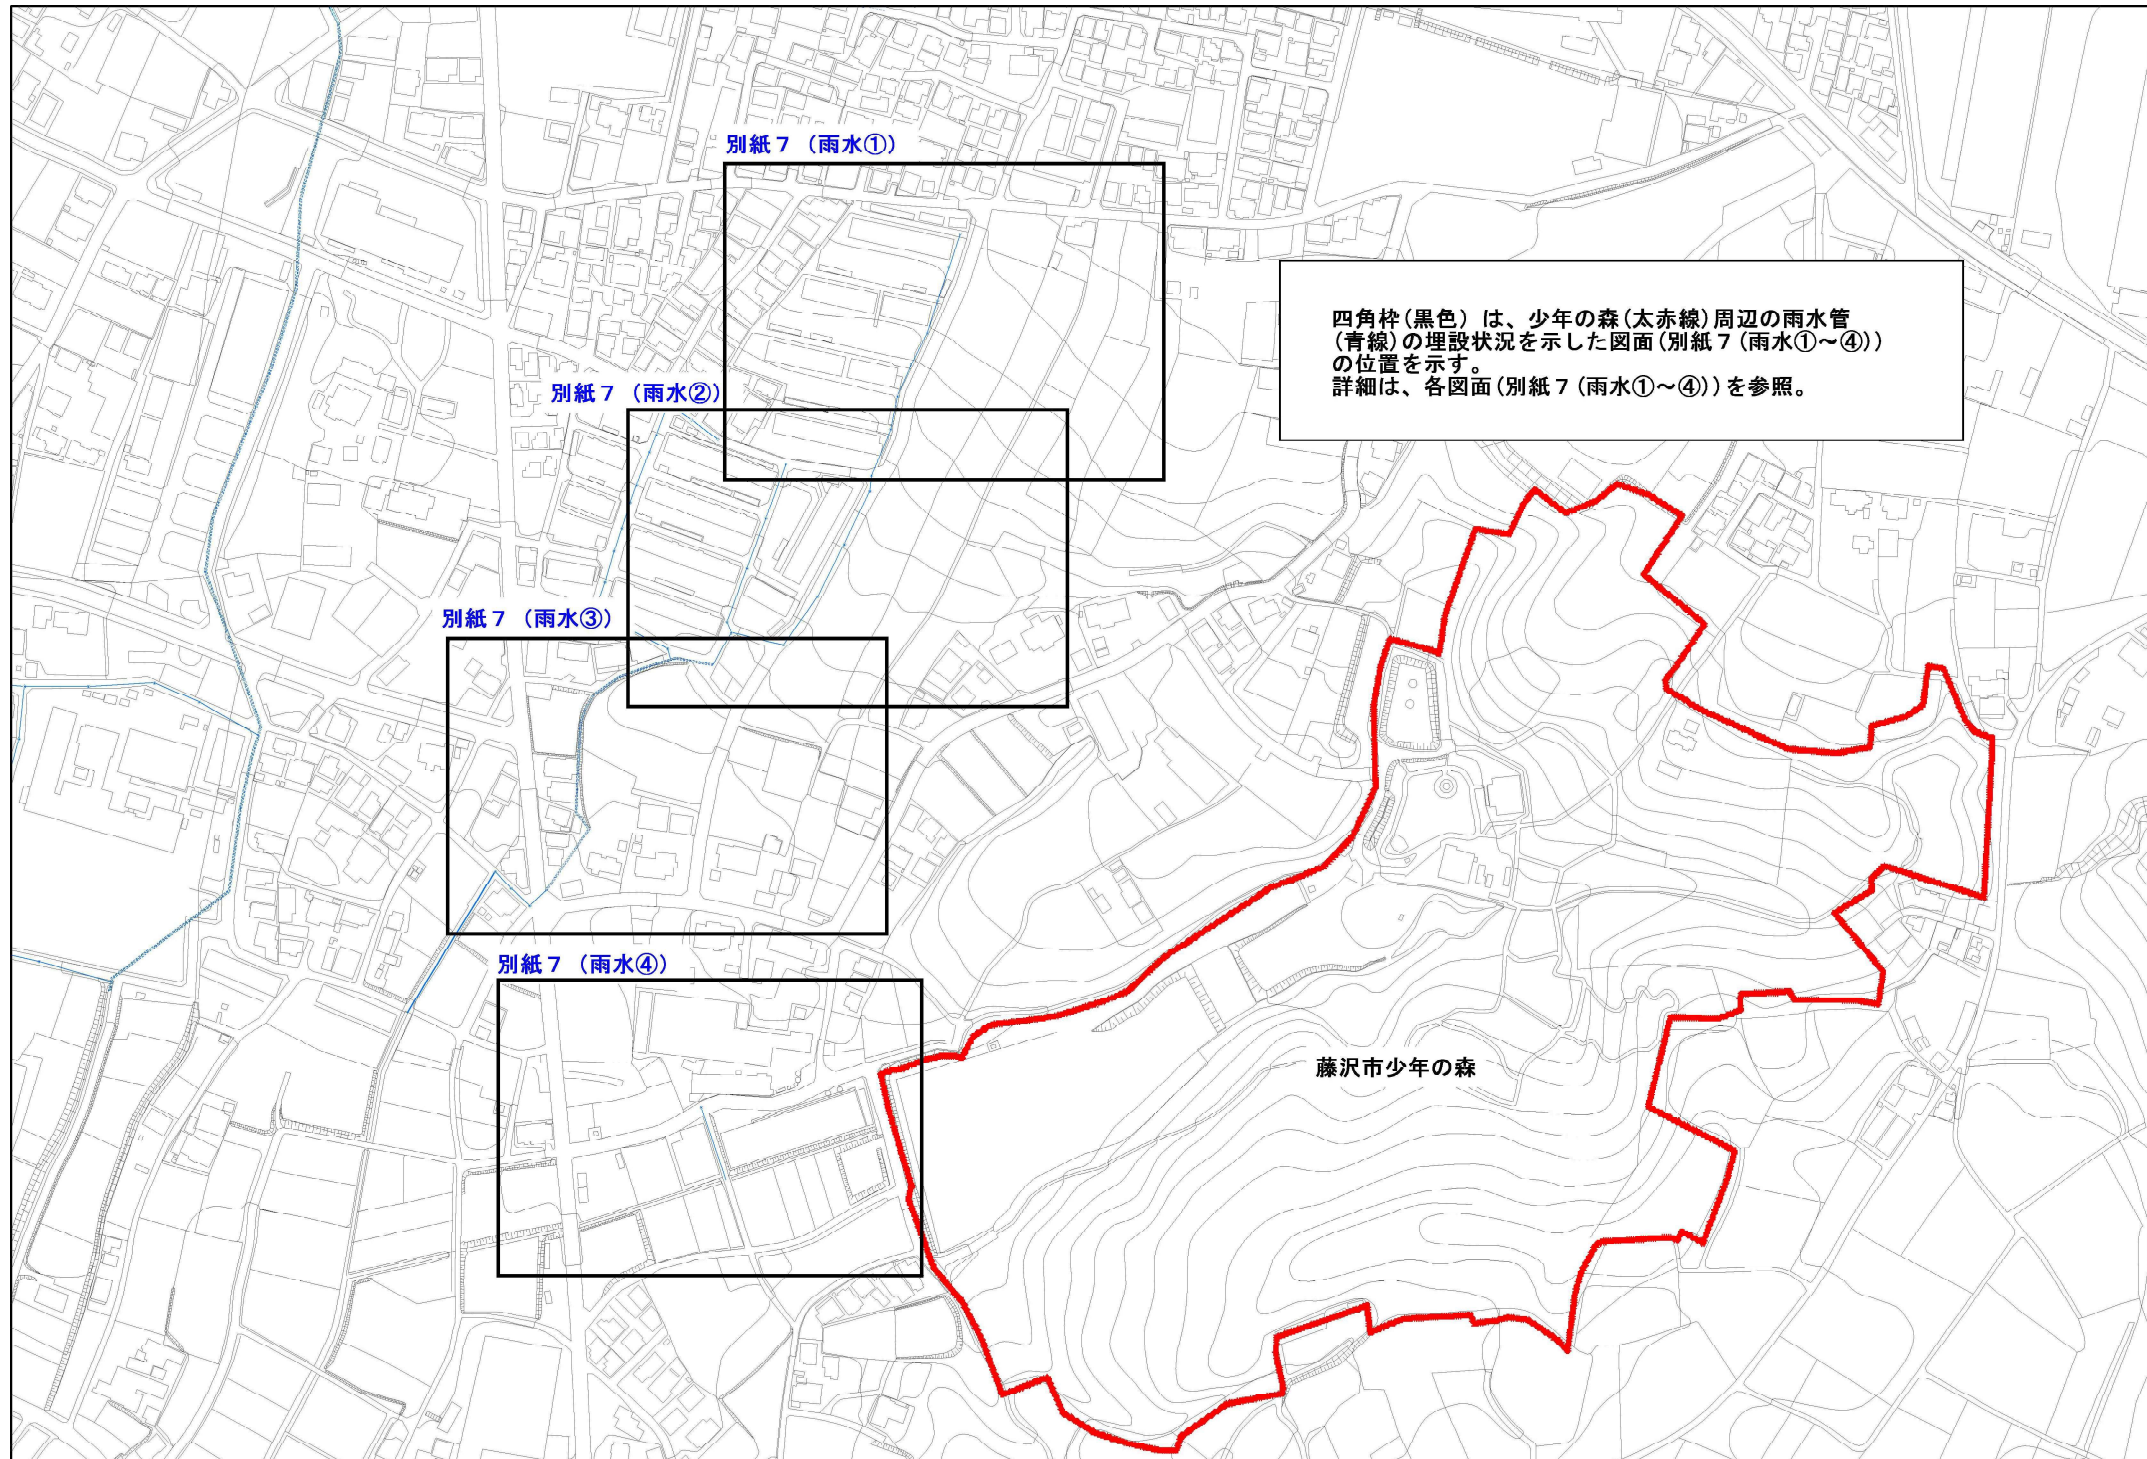 別紙７（雨水①）
四角枠（黒色）は、少年の森（太赤線）周辺の雨水管
（青線）の埋設状況を示した図面（別紙７（雨水①～④））
の位置を示す。
詳細は、各図面（別紙７（雨水①～④））を参照。
別紙７（雨水②）
別紙７（雨水③）
別紙７（雨水④）
藤沢市少年の森